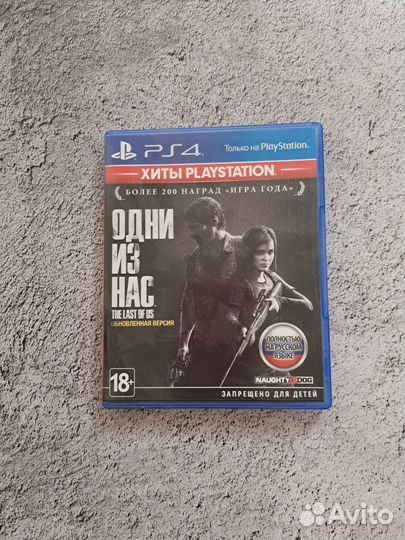 PS4
Только на PlayStation
ХИТЫ PLAYSTATION
БОЛЕЕ 200 НАГРАД «ИГРА ГОДА»
ОДНИ
ИЗ
НАС
THE LAST OF US
ОБНОВЛЕННАЯ ВЕРСИЯ
ПОЛНОСТЬЮ
НА РУССКОМ
ЯЗЫКЕ
NAUGHTY DOG
18+
ЗАПРЕЩЕНО ДЛЯ ДЕТЕЙ
Avito